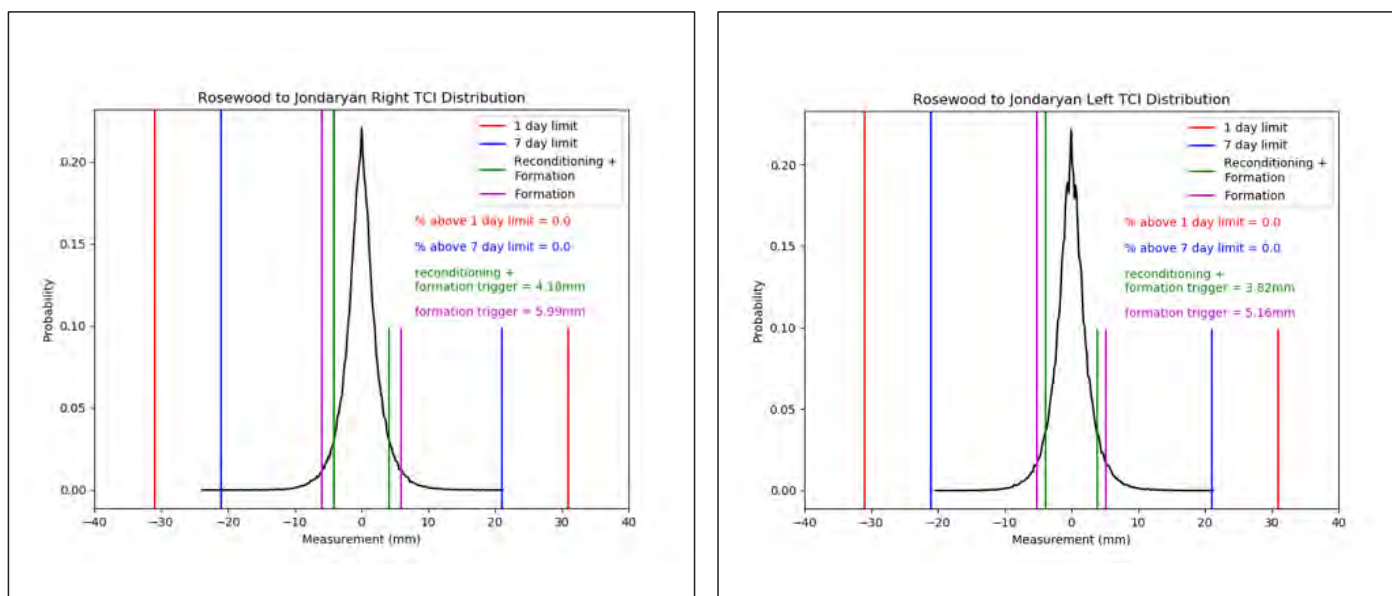 Rosewood to Jondaryan Right TCI Distribution
1 day limit
7 day limit
Reconditioning +
Formation
Formation
% above 1 day limit = 0.0
% above 7 day limit = 0.0
reconditioning +
formation trigger = 4.18mm
formation trigger = 5.99mm
Probability
0.20
0.15
0.10
0.05
0.00
−40
−30
−20
−10
0
10
20
30
40
Measurement (mm)
Rosewood to Jondaryan Left TCI Distribution
1 day limit
7 day limit
Reconditioning +
Formation
Formation
% above 1 day limit = 0.0
% above 7 day limit = 0.0
reconditioning +
formation trigger = 3.82mm
formation trigger = 5.16mm
Probability
0.20
0.15
0.10
0.05
0.00
−40
−30
−20
−10
0
10
20
30
40
Measurement (mm)